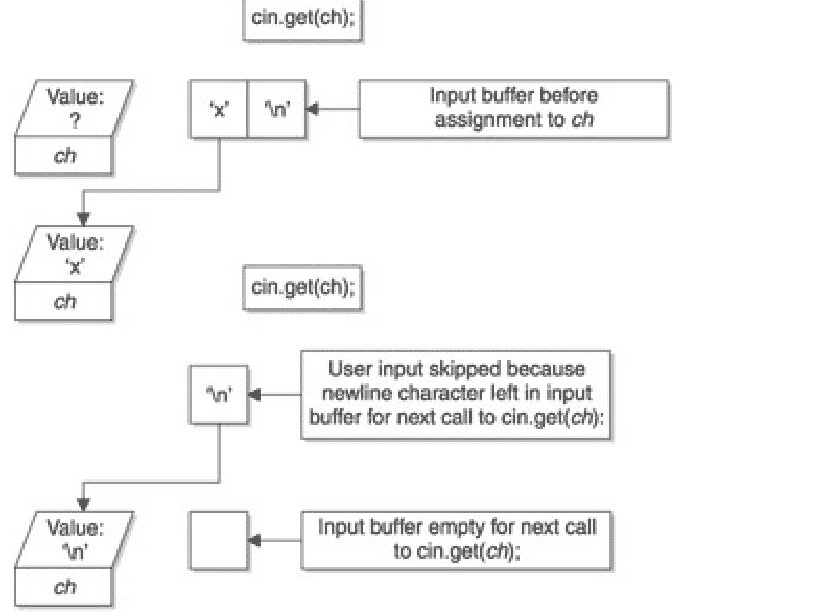 cin.get(ch);
Value:
?
ch
'x'
'\n'
Input buffer before
assignment to ch
Value:
'x'
ch
cin.get(ch);
'\n'
User input skipped because
newline character left in input
buffer for next call to cin.get(ch):
Value:
'\n'
ch
Input buffer empty for next call
to cin.get(ch);